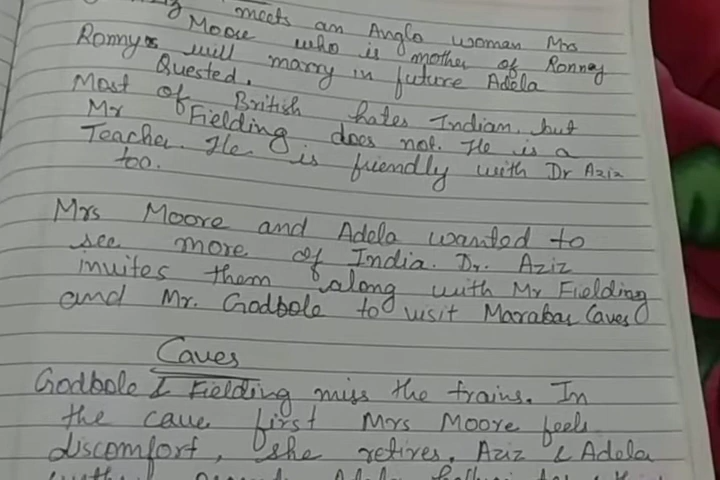 meets an Anglo woman Mrs
Moore who is mother of Ronney
Ronny will marry in future Adela
Quested.
Most of British hates Indian, but
Mr Fielding does not. He is a
Teacher. He is friendly with Dr Aziz
too.
Mrs Moore and Adela wanted to
see more of India. Dr. Aziz
invites them along with Mr Fielding
and Mr. Godbole to visit Marabar Caves
Caves
Godbole & Fielding miss the trains. In
the cave first Mrs Moore feels
discomfort, she retires. Aziz & Adela